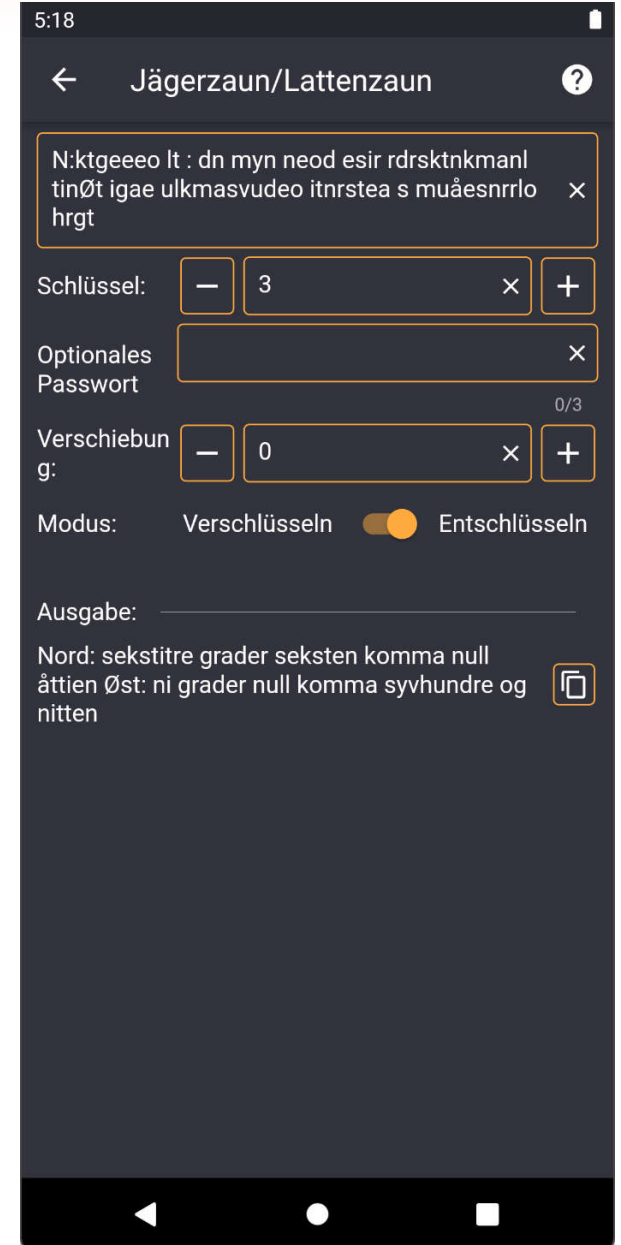 5:18
Jägerzaun/Lattenzaun
N:ktgeeeo lt : dn myn neod esir rdrsktnkmanl
tinØt igae ulkmasvudeo itnrstea s muåesnrrlo
hrgt
Schlüssel:
3
Optionales
Passwort
0/3
Verschiebun
g:
0
Modus:
Verschlüsseln
Entschlüsseln
Ausgabe:
Nord: sekstitre grader seksten komma null
åttien Øst: ni grader null komma syvhundre og
nitten